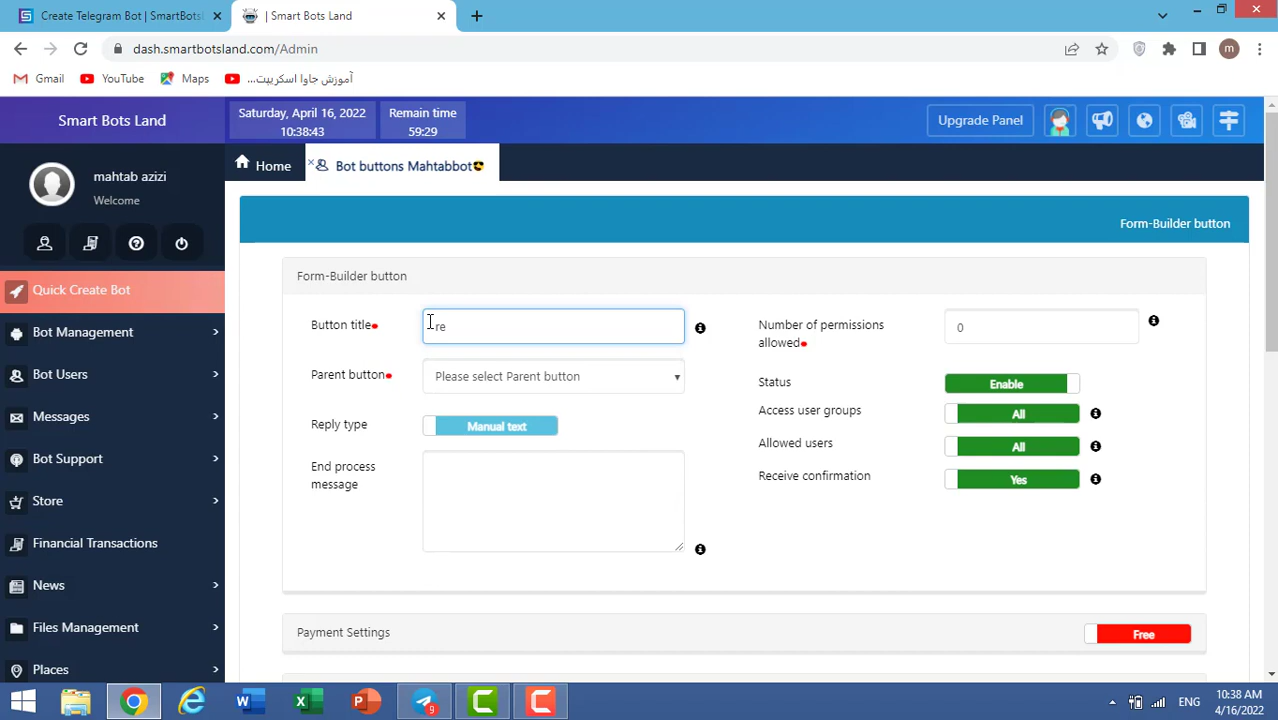 Create Telegram Bot | SmartBots
| Smart Bots Land
dash.smartbotsland.com/Admin
m
Gmail
YouTube
Maps
آموزش جاوا اسکریپت...
Smart Bots Land
Saturday, April 16, 2022
10:38:43
Remain time
59:29
Upgrade Panel
mahtab azizi
Welcome
Home
Bot buttons Mahtabbot
Quick Create Bot
Bot Management
Bot Users
Messages
Bot Support
Store
Financial Transactions
News
Files Management
Places
Form-Builder button
Form-Builder button
Button title
re
Number of permissions
allowed
0
Parent button
Please select Parent button
Status
Enable
Access user groups
All
Reply type
Manual text
Allowed users
All
End process
message
Receive confirmation
Yes
Payment Settings
Free
9
ENG
10:38 AM
4/16/2022